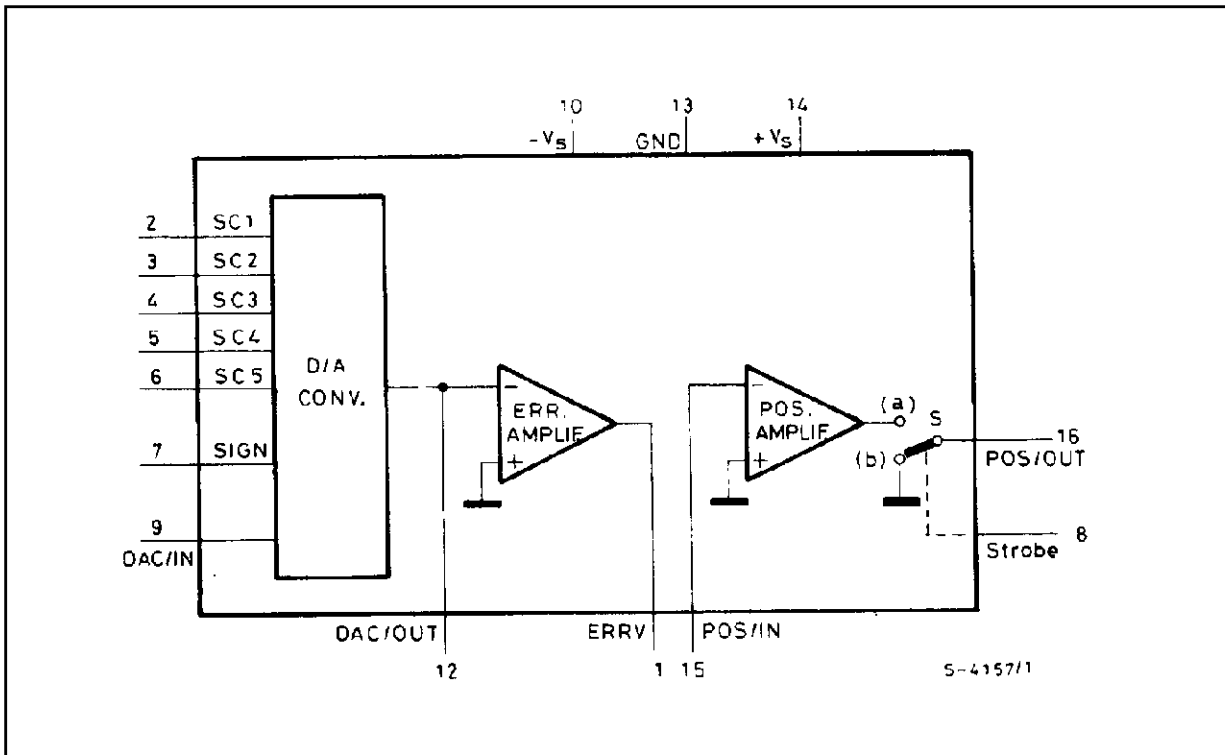 10 13 14
-Vs GND +Vs
2 SC1
3 SC2
4 SC3
5 SC4
6 SC5
7 SIGN
9
DAC/IN
D/A
CONV.
-
ERR.
AMPLIF
+
-
POS.
AMPLIF
+
(a)
S
(b)
16
POS/OUT
8
Strobe
DAC/OUT ERRV POS/IN
12 1 15
S-4157/1